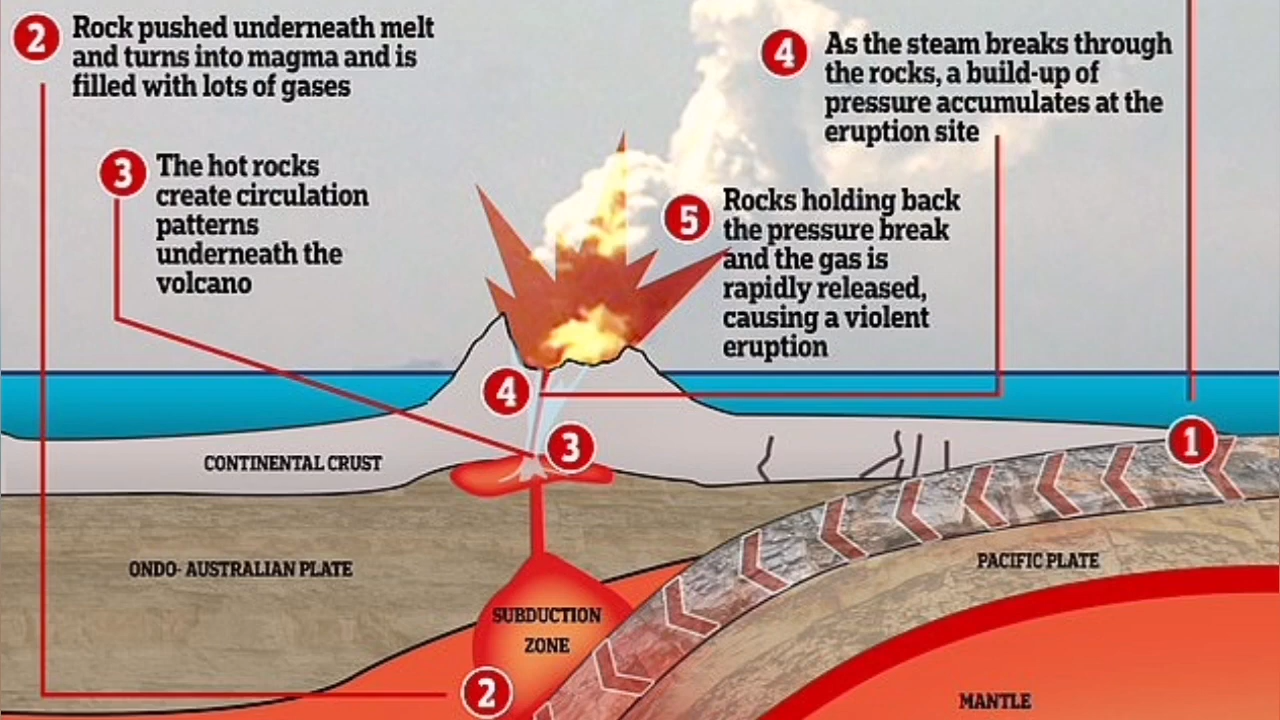 2
Rock pushed underneath melt
and turns into magma and is
filled with lots of gases
3
The hot rocks
create circulation
patterns
underneath the
volcano
4
As the steam breaks through
the rocks, a build-up of
pressure accumulates at the
eruption site
5
Rocks holding back
the pressure break
and the gas is
rapidly released,
causing a violent
eruption
4
3
1
CONTINENTAL CRUST
ONDO- AUSTRALIAN PLATE
PACIFIC PLATE
SUBDUCTION
ZONE
2
MANTLE